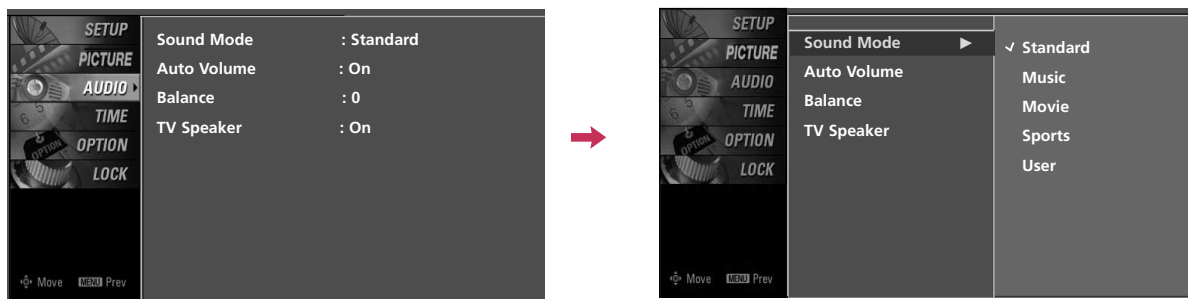 SETUP
PICTURE
AUDIO
TIME
OPTION
LOCK
Sound Mode : Standard
Auto Volume : On
Balance : 0
TV Speaker : On
Move MENU Prev
SETUP
PICTURE
AUDIO
TIME
OPTION
LOCK
Sound Mode ▶
Auto Volume
Balance
TV Speaker
✓ Standard
Music
Movie
Sports
User
Move MENU Prev